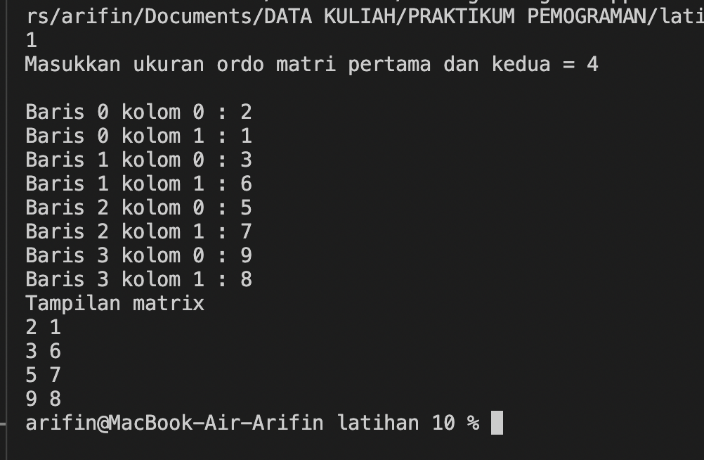 rs/arifin/Documents/DATA KULIAH/PRAKTIKUM PEMOGRAMAN/lati
1
Masukkan ukuran ordo matri pertama dan kedua = 4
Baris 0 kolom 0 : 2
Baris 0 kolom 1 : 1
Baris 1 kolom 0 : 3
Baris 1 kolom 1 : 6
Baris 2 kolom 0 : 5
Baris 2 kolom 1 : 7
Baris 3 kolom 0 : 9
Baris 3 kolom 1 : 8
Tampilan matrix
2 1
3 6
5 7
9 8
arifin@MacBook-Air-Arifin latihan 10 %